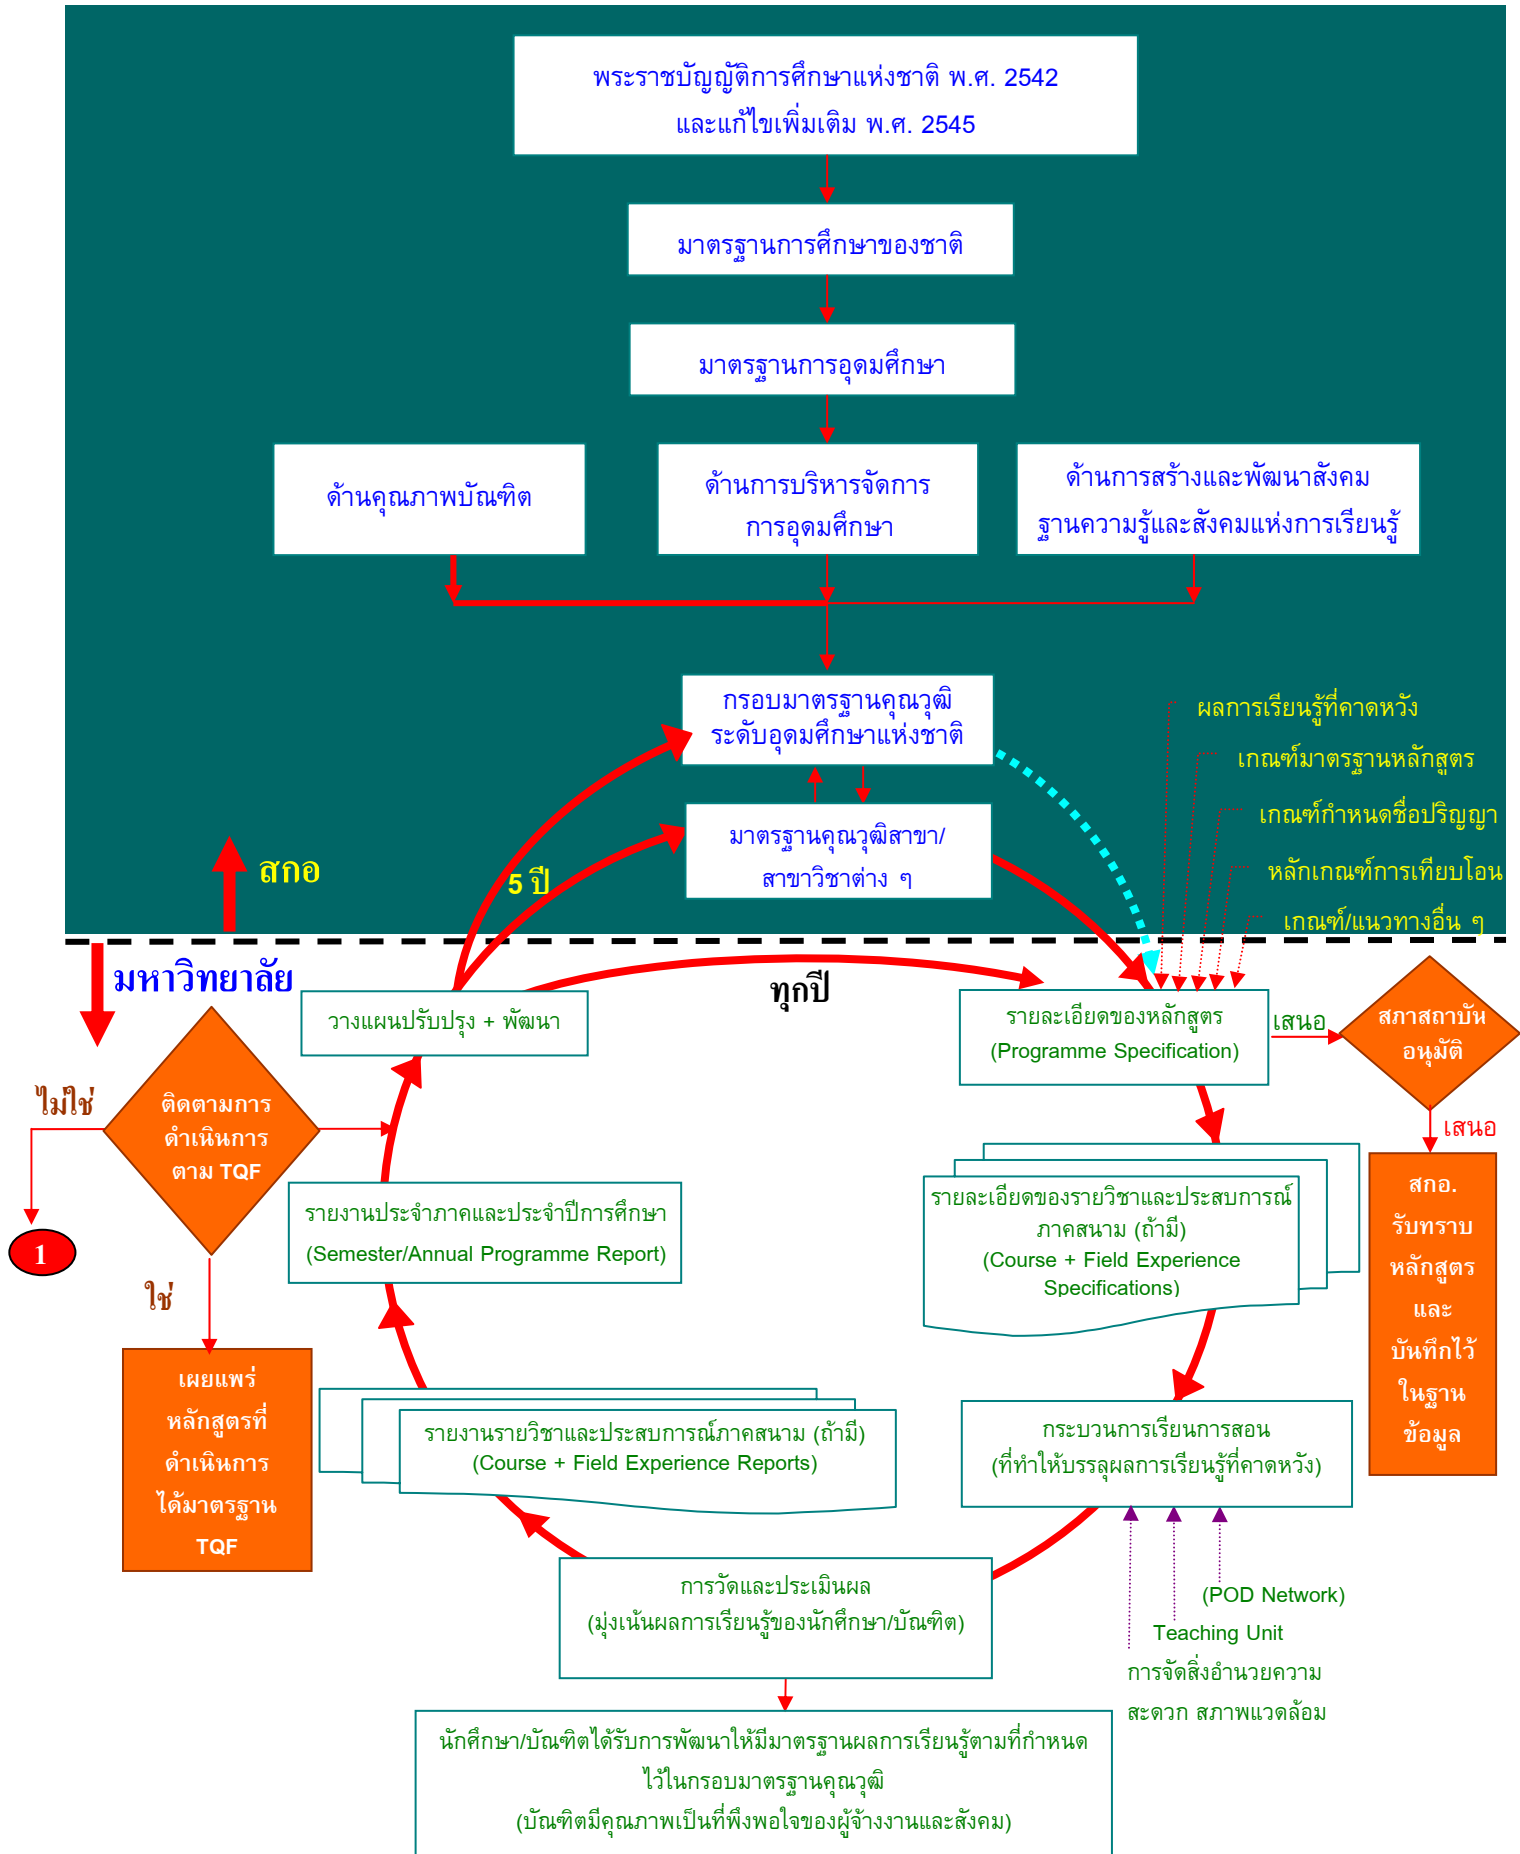 พระราชบัญญัติการศึกษาแห่งชาติ พ.ศ. 2542
และแก้ไขเพิ่มเติม พ.ศ. 2545
มาตรฐานการศึกษาของชาติ
มาตรฐานการอุดมศึกษา
ด้านคุณภาพบัณฑิต
ด้านการบริหารจัดการ
การอุดมศึกษา
ด้านการสร้างและพัฒนาสังคม
ฐานความรู้และสังคมแห่งการเรียนรู้
กรอบมาตรฐานคุณวุฒิ
ระดับอุดมศึกษาแห่งชาติ
ผลการเรียนรู้ที่คาดหวัง
เกณฑ์มาตรฐานหลักสูตร
เกณฑ์กำหนดชื่อปริญญา
หลักเกณฑ์การเทียบโอน
เกณฑ์/แนวทางอื่น ๆ
มาตรฐานคุณวุฒิสาขา/
สาขาวิชาต่าง ๆ
สกอ
5 ปี
มหาวิทยาลัย
ทุกปี
วางแผนปรับปรุง + พัฒนา
รายละเอียดของหลักสูตร
(Programme Specification)
เสนอ
สภาสถาบัน
อนุมัติ
เสนอ
ไม่ใช่
ติดตามการ
ดำเนินการ
ตาม TQF
1
ใช่
รายงานประจำภาคและประจำปีการศึกษา
(Semester/Annual Programme Report)
รายละเอียดของรายวิชาและประสบการณ์
ภาคสนาม (ถ้ามี)
(Course + Field Experience
Specifications)
สกอ.
รับทราบ
หลักสูตร
และ
บันทึกไว้
ในฐาน
ข้อมูล
เผยแพร่
หลักสูตรที่
ดำเนินการ
ได้มาตรฐาน
TQF
รายงานรายวิชาและประสบการณ์ภาคสนาม (ถ้ามี)
(Course + Field Experience Reports)
กระบวนการเรียนการสอน
(ที่ทำให้บรรลุผลการเรียนรู้ที่คาดหวัง)
การวัดและประเมินผล
(มุ่งเน้นผลการเรียนรู้ของนักศึกษา/บัณฑิต)
(POD Network)
Teaching Unit
การจัดสิ่งอำนวยความ
สะดวก สภาพแวดล้อม
นักศึกษา/บัณฑิตได้รับการพัฒนาให้มีมาตรฐานผลการเรียนรู้ตามที่กำหนด
ไว้ในกรอบมาตรฐานคุณวุฒิ
(บัณฑิตมีคุณภาพเป็นที่พึงพอใจของผู้จ้างงานและสังคม)